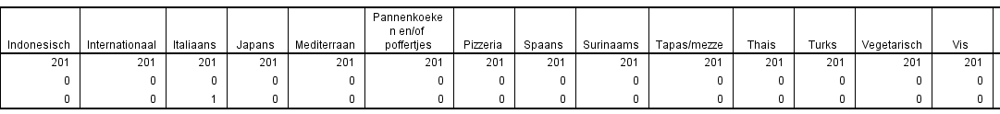 Indonesisch Internationaal Italiaans Japans Mediterraan Pannenkoeke
n en/of
poffertjes Pizzeria Spaans Surinaams Tapas/mezze Thais Turks Vegetarisch Vis
201 201 201 201 201 201 201 201 201 201 201 201 201 201
0 0 0 0 0 0 0 0 0 0 0 0 0 0
0 0 1 0 0 0 0 0 0 0 0 0 0 0